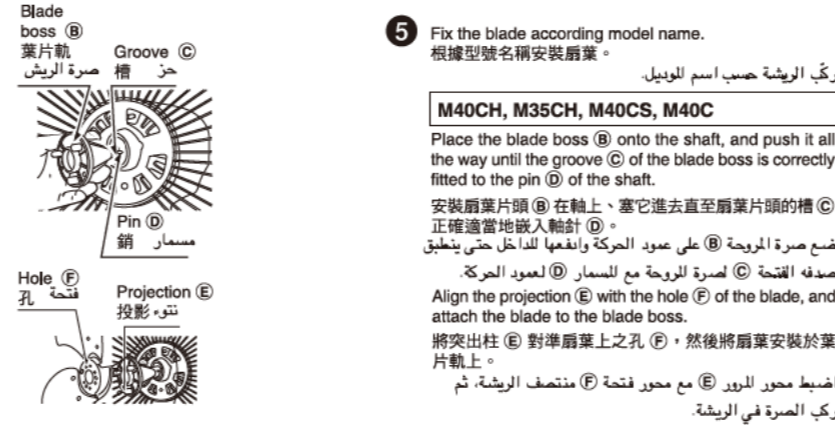 Blade
boss Ⓑ
葉片軌
صرة الريش
Groove Ⓒ
槽 حز
Pin Ⓓ
銷 مسمار
Hole Ⓕ
孔 فتحة
Projection Ⓔ
投影 نتوء
5 Fix the blade according model name.
根據型號名稱安裝扇葉。
ركّب الريشة حسب اسم الموديل.
M40CH, M35CH, M40CS, M40C
Place the blade boss Ⓑ onto the shaft, and push it all
the way until the groove Ⓒ of the blade boss is correctly
fitted to the pin Ⓓ of the shaft.
安裝扇葉片頭 Ⓑ 在軸上、塞它進去直至扇葉片頭的槽 Ⓒ
正確適當地嵌入軸針 Ⓓ。
ضع صرة المروحة Ⓑ على عمود الحركة وادفعها للداخل حتى ينطبق
صدفه الفتحة Ⓒ لصرة المروحة مع المسمار Ⓓ لعمود الحركة.
Align the projection Ⓔ with the hole Ⓕ of the blade, and
attach the blade to the blade boss.
將突出柱 Ⓔ 對準扇葉上之孔 Ⓕ，然後將扇葉安裝於葉
片軌上。
اضبط محور المرور Ⓔ مع محور فتحة Ⓕ منتصف الريشة، ثم
ركب الصرة في الريشة.